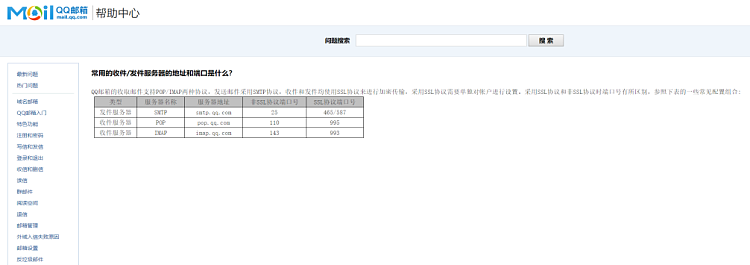 Mail QQ邮箱 mail.qq.com 帮助中心
问题搜索 搜 索
最新问题
热门问题
域名邮箱
QQ邮箱入门
特色功能
注册和密码
写信和发信
登录和退出
收信和删信
读信
群邮件
阅读空间
退信
邮箱管理
邮箱设置
反垃圾邮件
常用的收件/发件服务器的地址和端口是什么?
QQ邮箱的收取邮件支持POP/IMAP两种协议，发送邮件采用SMTP协议，收件和发件均使用SSL协议来进行加密传输，采用SSL协议需要单独对帐户进行设置。采用SSL协议和非SSL协议时端口号有所区别，参照下表的一些常见配置组合：
类型 服务器名称 服务器地址 非SSL协议端口号 SSL协议端口号
发件服务器 SMTP smtp.qq.com 25 465/587
收件服务器 POP pop.qq.com 110 995
收件服务器 IMAP imap.qq.com 143 993